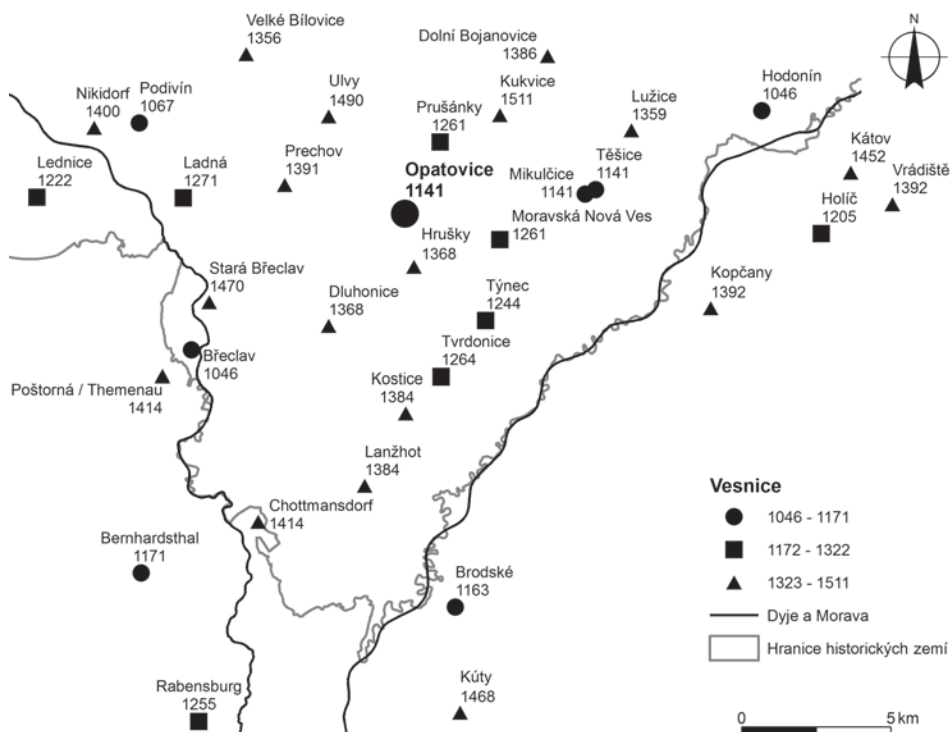 Velké Bílovice
1356
Dolní Bojanovice
1386
N
Nikidorf
1400
Podivín
1067
Ulvy
1490
Kukvice
1511
Hodonín
1046
Prušánky
1261
Lužice
1359
Lednice
1222
Ladná
1271
Prechov
1391
Opatovice
1141
Mikulčice
1141
Těšice
1141
Kátov
1452
Vrádiště
1392
Holíč
1205
Moravská Nová Ves
1261
Hrušky
1368
Stará Břeclav
1470
Dluhonice
1368
Týnec
1244
Kopčany
1392
Břeclav
1046
Tvrdonice
1264
Poštorná / Themenau
1414
Kostice
1384
Lanžhot
1384
Chottmansdorf
1414
Bernhardsthal
1171
Brodské
1163
Rabensburg
1255
Kúty
1468
Vesnice
1046 - 1171
1172 - 1322
1323 - 1511
Dyje a Morava
Hranice historických zemí
0 5 km